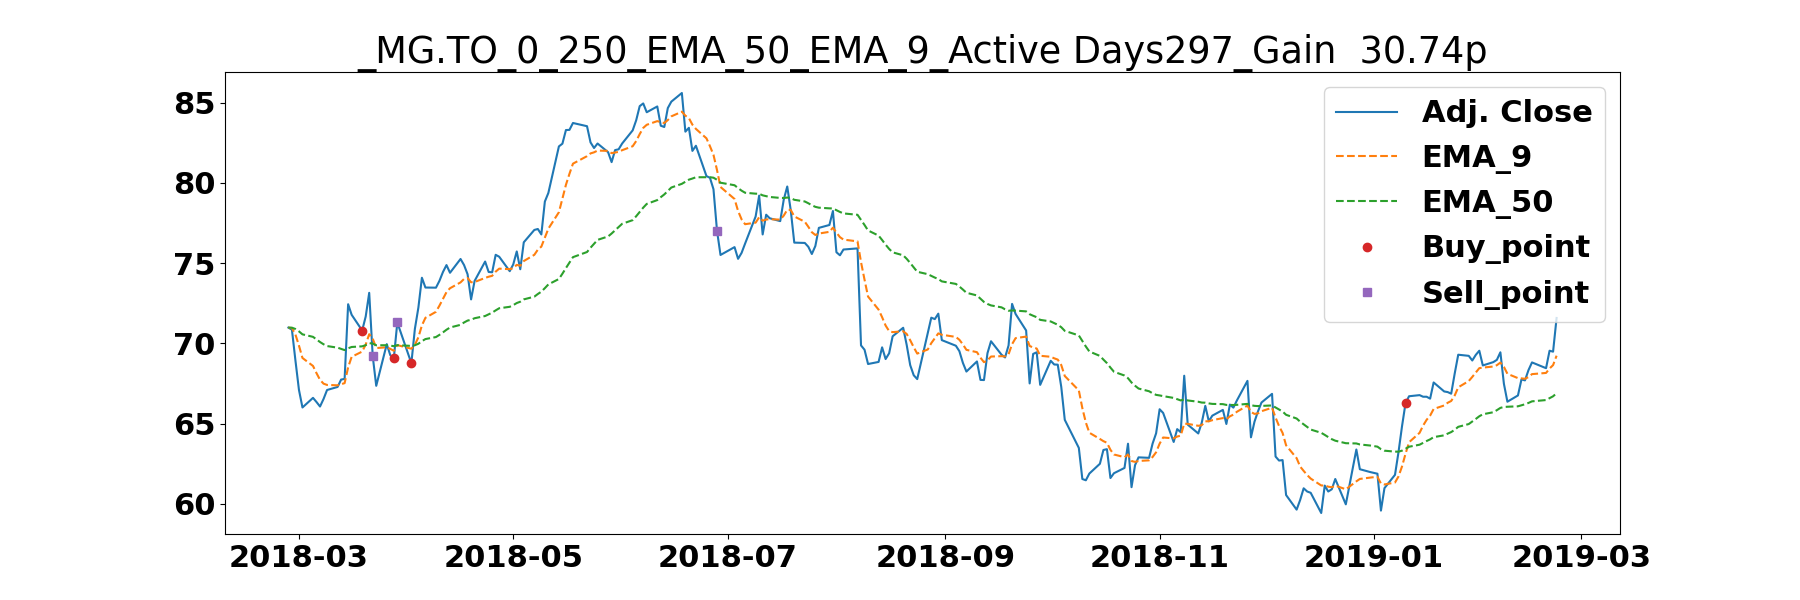 _MG.TO_0_250_EMA_50_EMA_9_Active Days297_Gain  30.74p
85
80
75
70
65
60
Adj. Close
EMA_9
EMA_50
Buy_point
Sell_point
2018-03 2018-05 2018-07 2018-09 2018-11 2019-01 2019-03